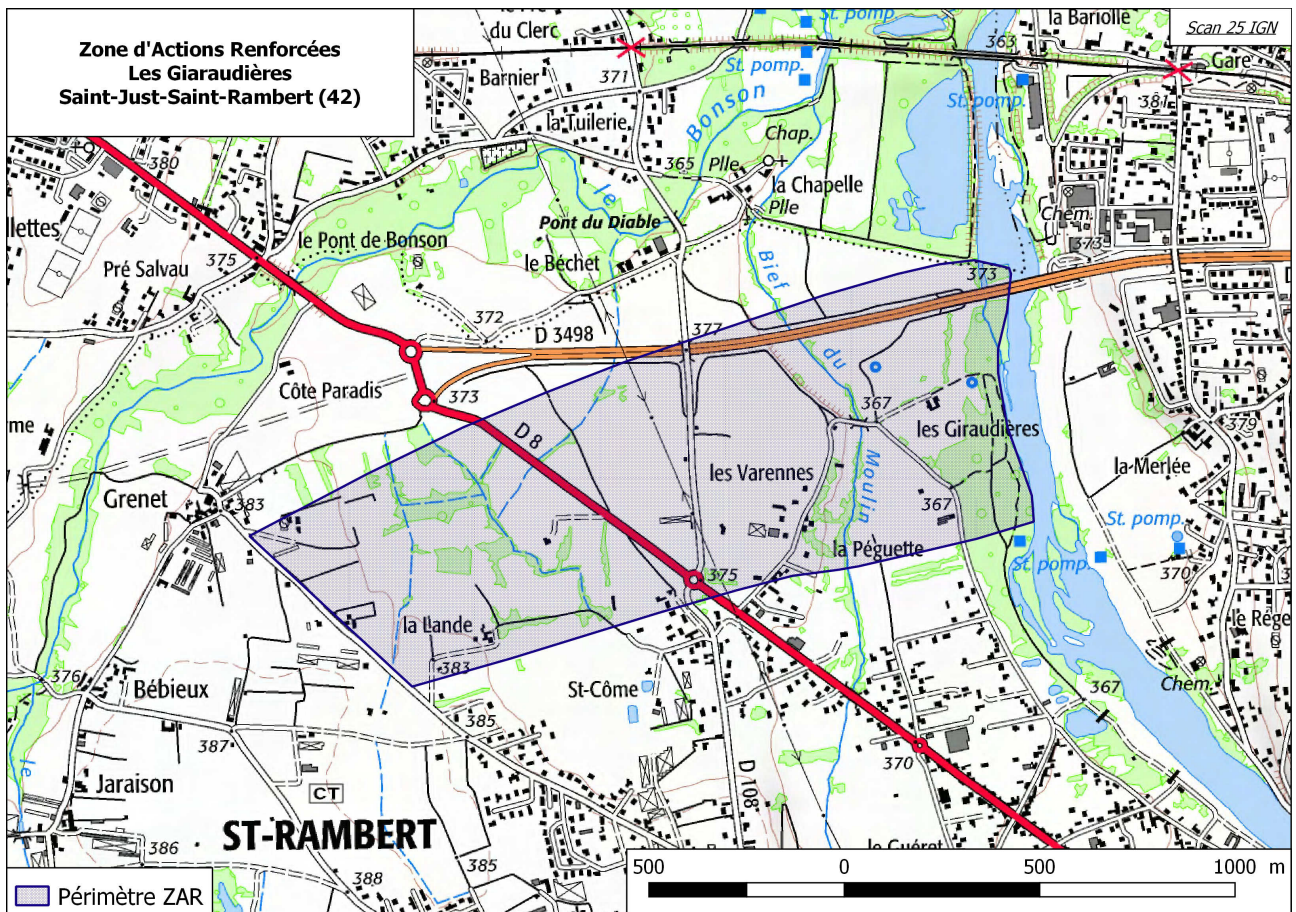 Zone d'Actions Renforcées
Les Giaraudières
Saint-Just-Saint-Rambert (42)
Scan 25 IGN
du Clerc
St. pomp.
la Bariolle
363
Gare
Barnier
371
St. pomp.
St. pomp.
381
la Tuilerie
Bonson
Chap.
380
365
Plle
le
la Chapelle
Plle
Pont du Diable
Chem.
llettes
le Pont de Bonson
373
375
Pré Salvau
le Béchet
Bief
373
372
D 3498
377
du
Côte Paradis
373
367
me
D 8
les Giraudières
379
les Varennes
la Merlée
Moulin
Grenet
383
367
St. pomp.
la Péguette
St. pomp.
370
375
la Lande
le Rége
383
376
Bébieux
St-Côme
367
Chem.
385
387
le
370
Jaraison
D 108
CT
ST-RAMBERT
386
385
le Guéret
388
500 0 500 1000 m
Périmètre ZAR